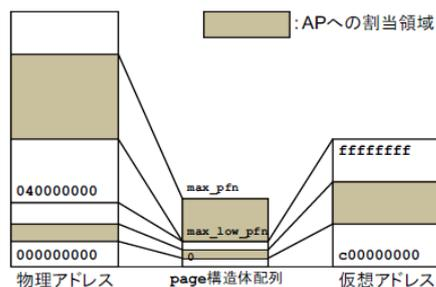 :APへの割当領域
ffffffff
max_pfn
040000000
max_low_pfn
000000000
0
c00000000
物理アドレス
page構造体配列
仮想アドレス